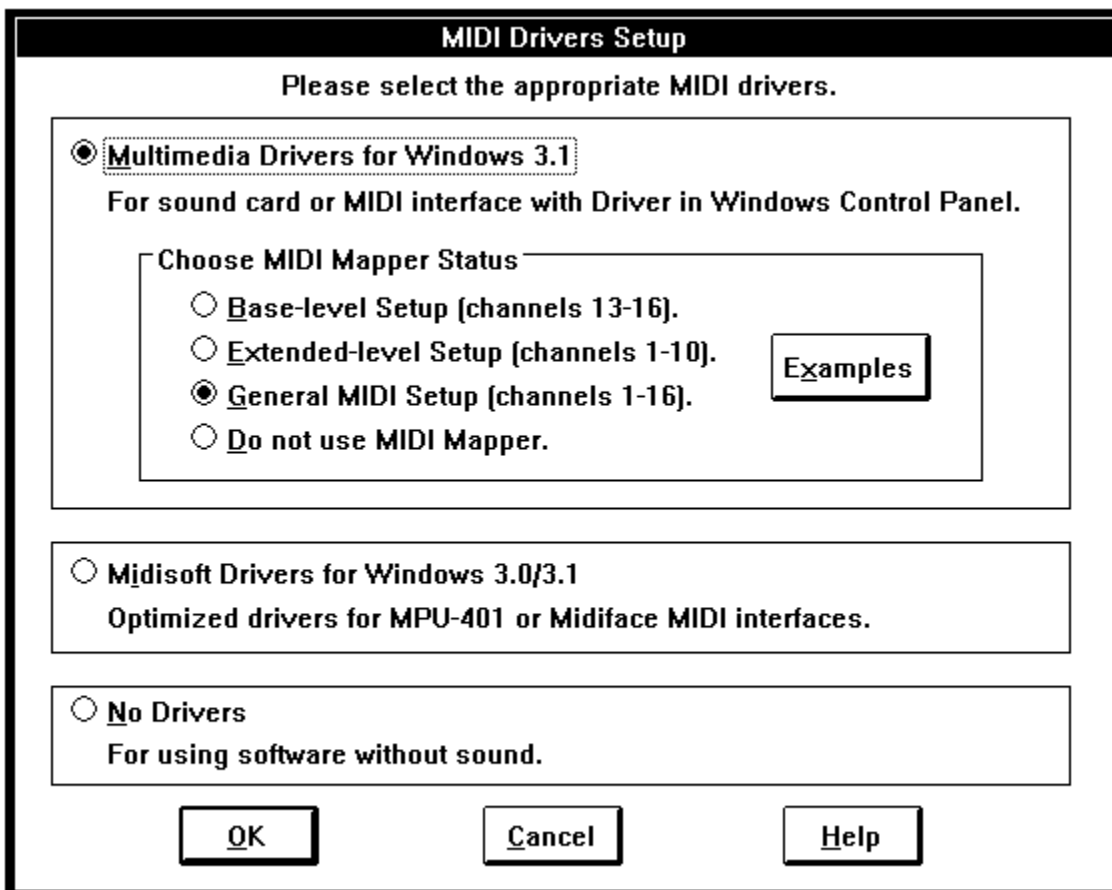 MIDI Drivers Setup
Please select the appropriate MIDI drivers.
Multimedia Drivers for Windows 3.1
For sound card or MIDI interface with Driver in Windows Control Panel.
Choose MIDI Mapper Status
Base-level Setup (channels 13-16).
Extended-level Setup (channels 1-10).
General MIDI Setup (channels 1-16).
Do not use MIDI Mapper.
Examples
Midisoft Drivers for Windows 3.0/3.1
Optimized drivers for MPU-401 or Midiface MIDI interfaces.
No Drivers
For using software without sound.
OK Cancel Help